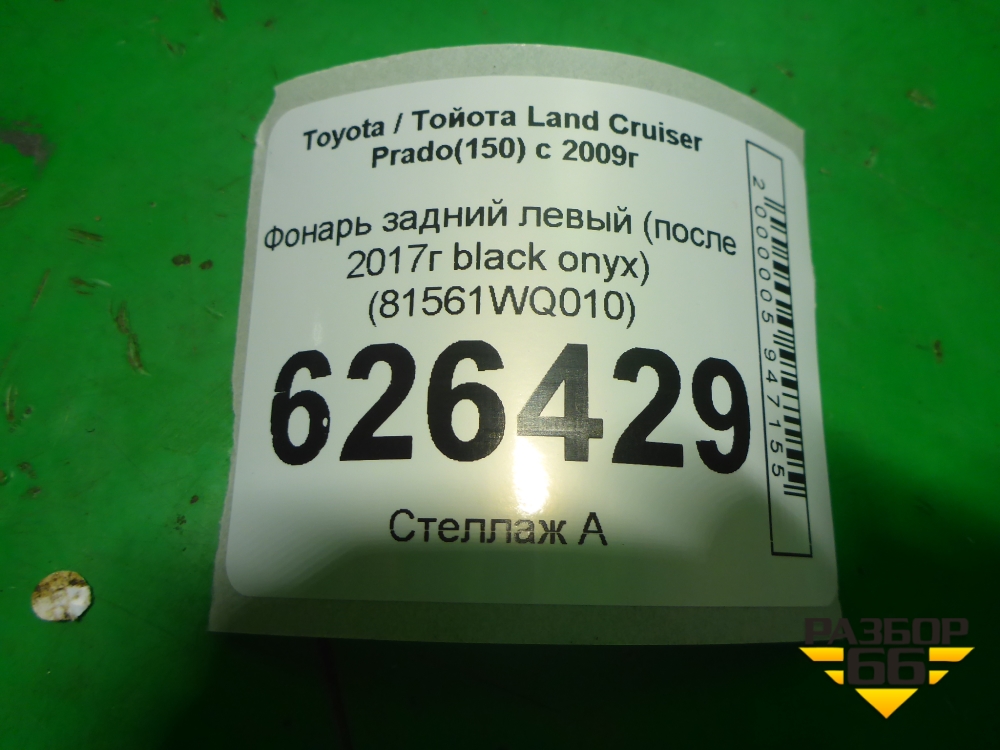 Toyota / Тойота Land Cruiser
Prado(150) с 2009г
Фонарь задний левый (после
2017г black onyx)
(81561WQ010)
626429
Стеллаж А
2000005947155
РАЗБОР
66